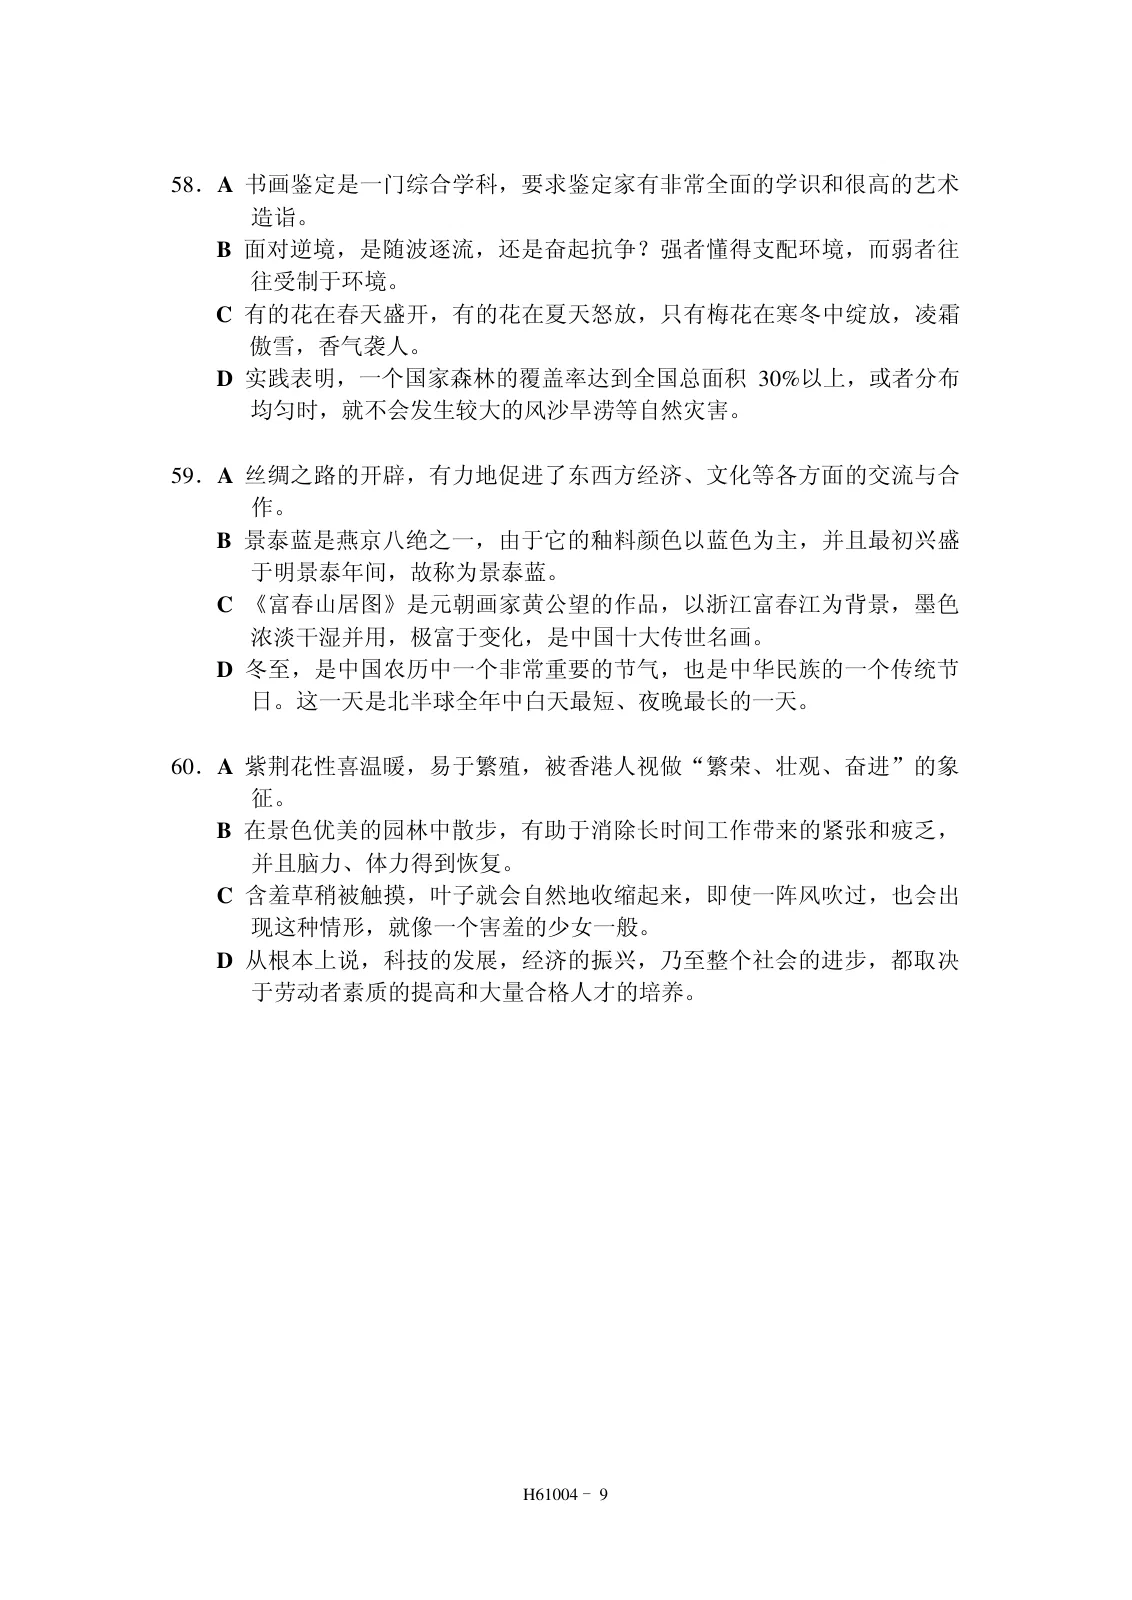 58．A 书画鉴定是一门综合学科，要求鉴定家有非常全面的学识和很高的艺术
造诣。
B 面对逆境，是随波逐流，还是奋起抗争？强者懂得支配环境，而弱者往
往受制于环境。
C 有的花在春天盛开，有的花在夏天怒放，只有梅花在寒冬中绽放，凌霜
傲雪，香气袭人。
D 实践表明，一个国家森林的覆盖率达到全国总面积 30%以上，或者分布
均匀时，就不会发生较大的风沙旱涝等自然灾害。
59．A 丝绸之路的开辟，有力地促进了东西方经济、文化等各方面的交流与合
作。
B 景泰蓝是燕京八绝之一，由于它的釉料颜色以蓝色为主，并且最初兴盛
于明景泰年间，故称为景泰蓝。
C 《富春山居图》是元朝画家黄公望的作品，以浙江富春江为背景，墨色
浓淡干湿并用，极富于变化，是中国十大传世名画。
D 冬至，是中国农历中一个非常重要的节气，也是中华民族的一个传统节
日。这一天是北半球全年中白天最短、夜晚最长的一天。
60．A 紫荆花性喜温暖，易于繁殖，被香港人视做“繁荣、壮观、奋进”的象
征。
B 在景色优美的园林中散步，有助于消除长时间工作带来的紧张和疲乏，
并且脑力、体力得到恢复。
C 含羞草稍被触摸，叶子就会自然地收缩起来，即使一阵风吹过，也会出
现这种情形，就像一个害羞的少女一般。
D 从根本上说，科技的发展，经济的振兴，乃至整个社会的进步，都取决
于劳动者素质的提高和大量合格人才的培养。
H61004－ 9